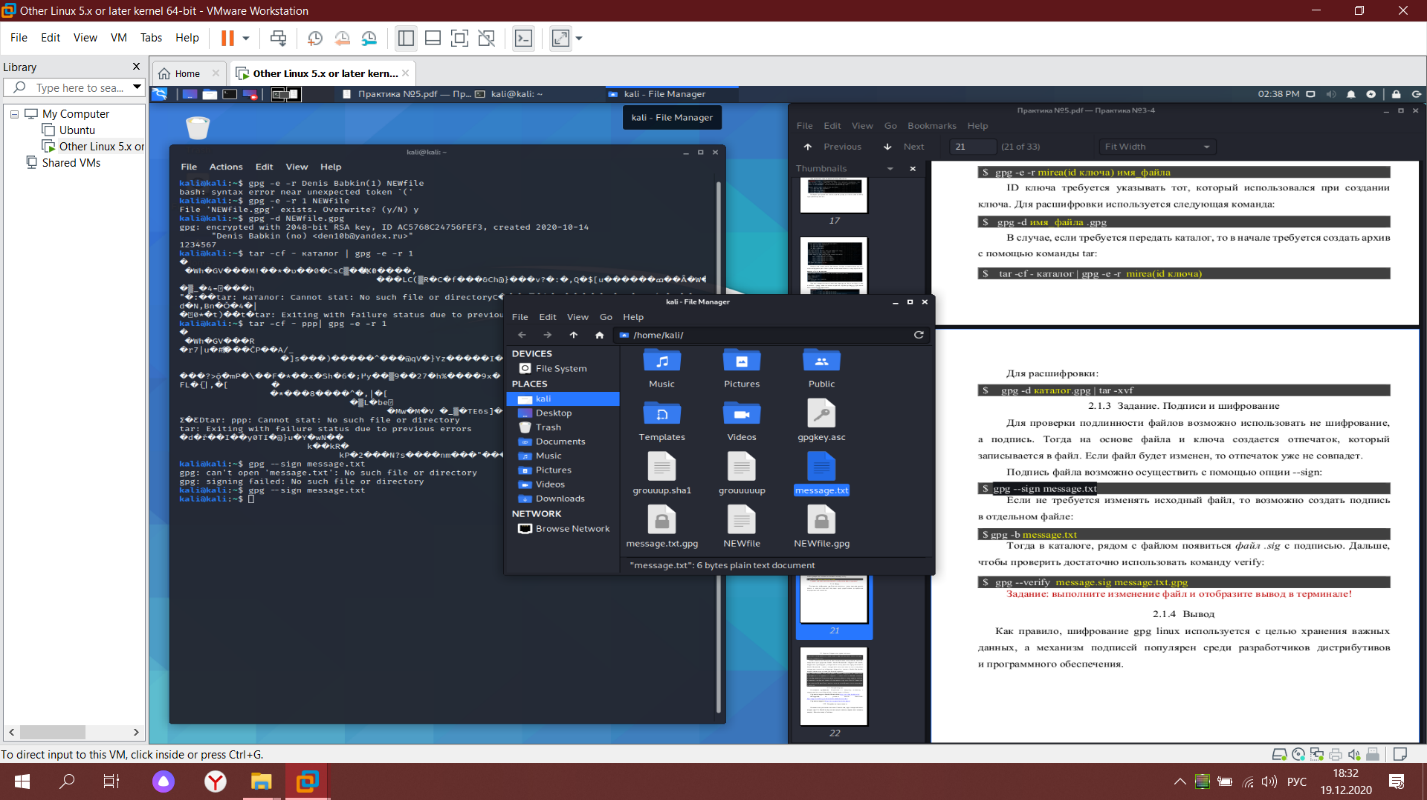 Other Linux 5.x or later kernel 64-bit - VMware Workstation
File Edit View VM Tabs Help
Library
Type here to sea...
My Computer
Ubuntu
Other Linux 5.x or
Shared VMs
Home
Other Linux 5.x or later kern...
Практика №5.pdf — Пр...
kali@kali: ~
kali - File Manager
02:38 PM
kali - File Manager
kali@kali: ~
File Actions Edit View Help
kali@kali:~$ gpg -e -r Denis Babkin(1) NEWfile
bash: syntax error near unexpected token `('
kali@kali:~$ gpg -e -r 1 NEWfile
File 'NEWfile.gpg' exists. Overwrite? (y/N) y
kali@kali:~$ gpg -d NEWfile.gpg
gpg: encrypted with 2048-bit RSA key, ID AC5768C24756FEF3, created 2020-10-14
"Denis Babkin (no) <den10b@yandex.ru>"
1234567
kali@kali:~$ tar -cf - каталог | gpg -e -r 1
tar: каталог: Cannot stat: No such file or directory
tar: Exiting with failure status due to previous
kali@kali:~$ tar -cf - ppp| gpg -e -r 1
tar: ppp: Cannot stat: No such file or directory
tar: Exiting with failure status due to previous errors
kali@kali:~$ gpg --sign message.txt
gpg: can't open 'message.txt': No such file or directory
gpg: signing failed: No such file or directory
kali@kali:~$ gpg --sign message.txt
kali@kali:~$
kali - File Manager
File Edit View Go Help
/home/kali/
DEVICES
File System
PLACES
kali
Desktop
Trash
Documents
Music
Pictures
Videos
Downloads
NETWORK
Browse Network
Music Pictures Public
Templates Videos gpgkey.asc
grouuup.sha1 grouuuuup message.txt
message.txt.gpg NEWfile NEWfile.gpg
"message.txt": 6 bytes plain text document
Практика №5.pdf — Практика №3-4
File Edit View Go Bookmarks Help
Previous Next 21 (21 of 33) Fit Width
Thumbnails
17
21
22
$ gpg -e -r mirea(id ключа) имя_файла
ID ключа требуется указывать тот, который использовался при создании
ключа. Для расшифровки используется следующая команда:
$ gpg -d имя_файла .gpg
В случае, если требуется передать каталог, то в начале требуется создать архив
с помощью команды tar:
$ tar -cf - каталог | gpg -e -r mirea(id ключа)
Для расшифровки:
$ gpg -d каталог.gpg | tar -xvf
2.1.3 Задание. Подписи и шифрование
Для проверки подлинности файлов возможно использовать не шифрование,
а подпись. Тогда на основе файла и ключа создается отпечаток, который
записывается в файл. Если файл будет изменен, то отпечаток уже не совпадет.
Подпись файла возможно осуществить с помощью опции --sign:
$ gpg --sign message.txt
Если не требуется изменять исходный файл, то возможно создать подпись
в отдельном файле:
$ gpg -b message.txt
Тогда в каталоге, рядом с файлом появиться файл .sig с подписью. Дальше,
чтобы проверить достаточно использовать команду verify:
$ gpg --verify message.sig message.txt.gpg
Задание: выполните изменение файл и отобразите вывод в терминале!
2.1.4 Вывод
Как правило, шифрование gpg linux используется с целью хранения важных
данных, а механизм подписей популярен среди разработчиков дистрибутивов
и программного обеспечения.
To direct input to this VM, click inside or press Ctrl+G.
РУС
18:32
19.12.2020